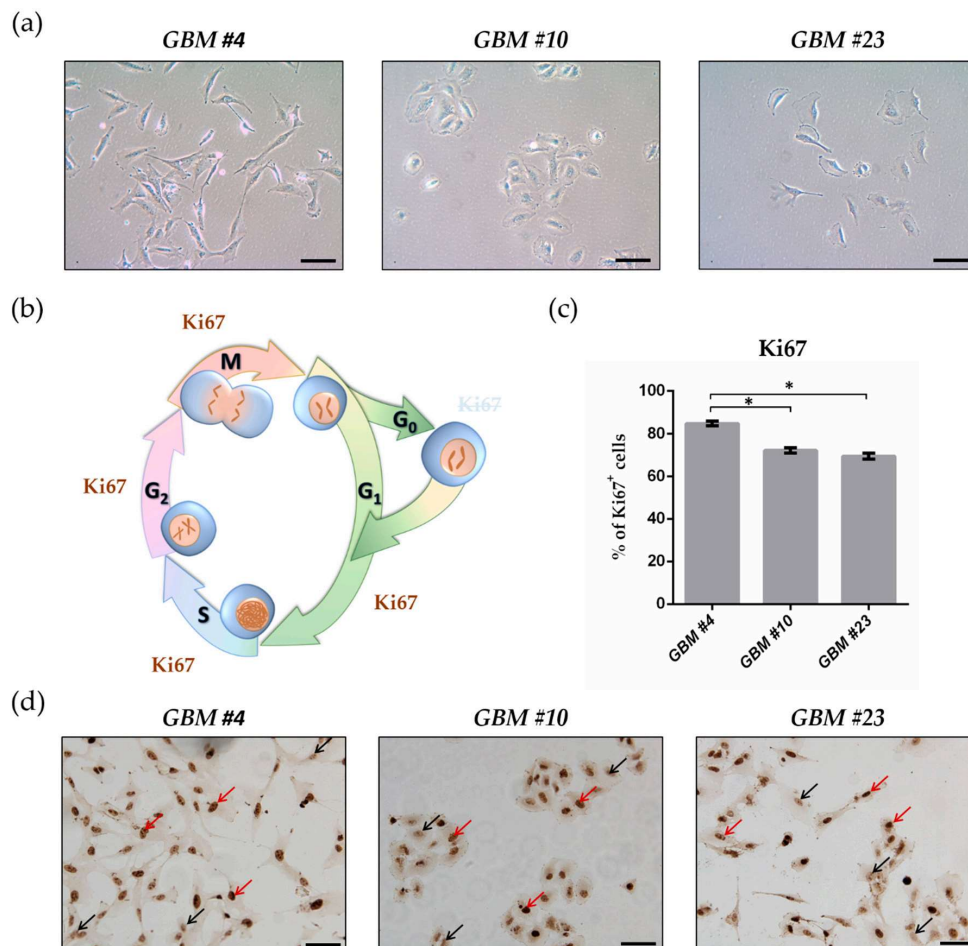 (a)
GBM #4
GBM #10
GBM #23
(b)
Ki67
M
G0
Ki67
G1
G2
Ki67
S
Ki67
Ki67
(c)
Ki67
% of Ki67+ cells
100
80
60
40
20
0
*
*
GBM #4
GBM #10
GBM #23
(d)
GBM #4
GBM #10
GBM #23